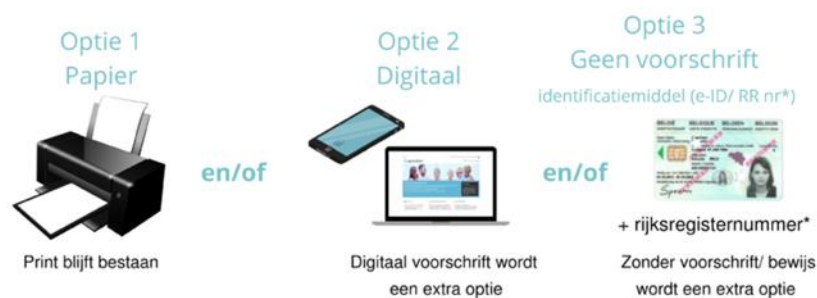 Optie 1
Papier
Optie 2
Digitaal
Optie 3
Geen voorschrift
identificatiemiddel (e-ID/ RR nr*)
en/of
en/of
+ rijksregisternummer*
Print blijft bestaan
Digitaal voorschrift wordt
een extra optie
Zonder voorschrift/ bewijs
wordt een extra optie